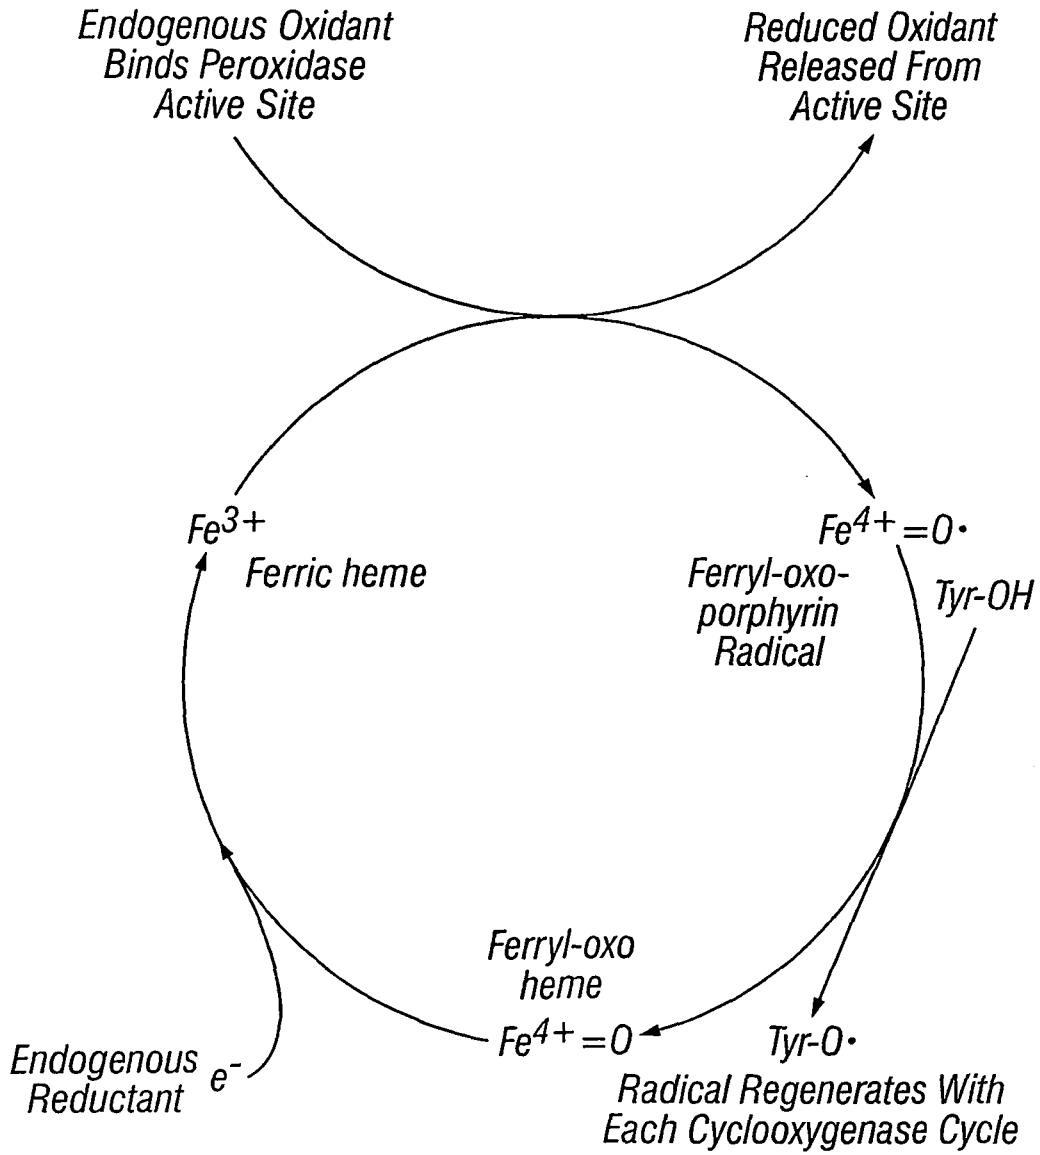 Endogenous Oxidant
Binds Peroxidase
Active Site
Reduced Oxidant
Released From
Active Site
Fe3+
Ferric heme
Fe4+=O•
Ferryl-oxo-
porphyrin
Radical
Tyr-OH
Ferryl-oxo
heme
Fe4+=O
Tyr-O•
Radical Regenerates With
Each Cyclooxygenase Cycle
Endogenous
Reductant
e-